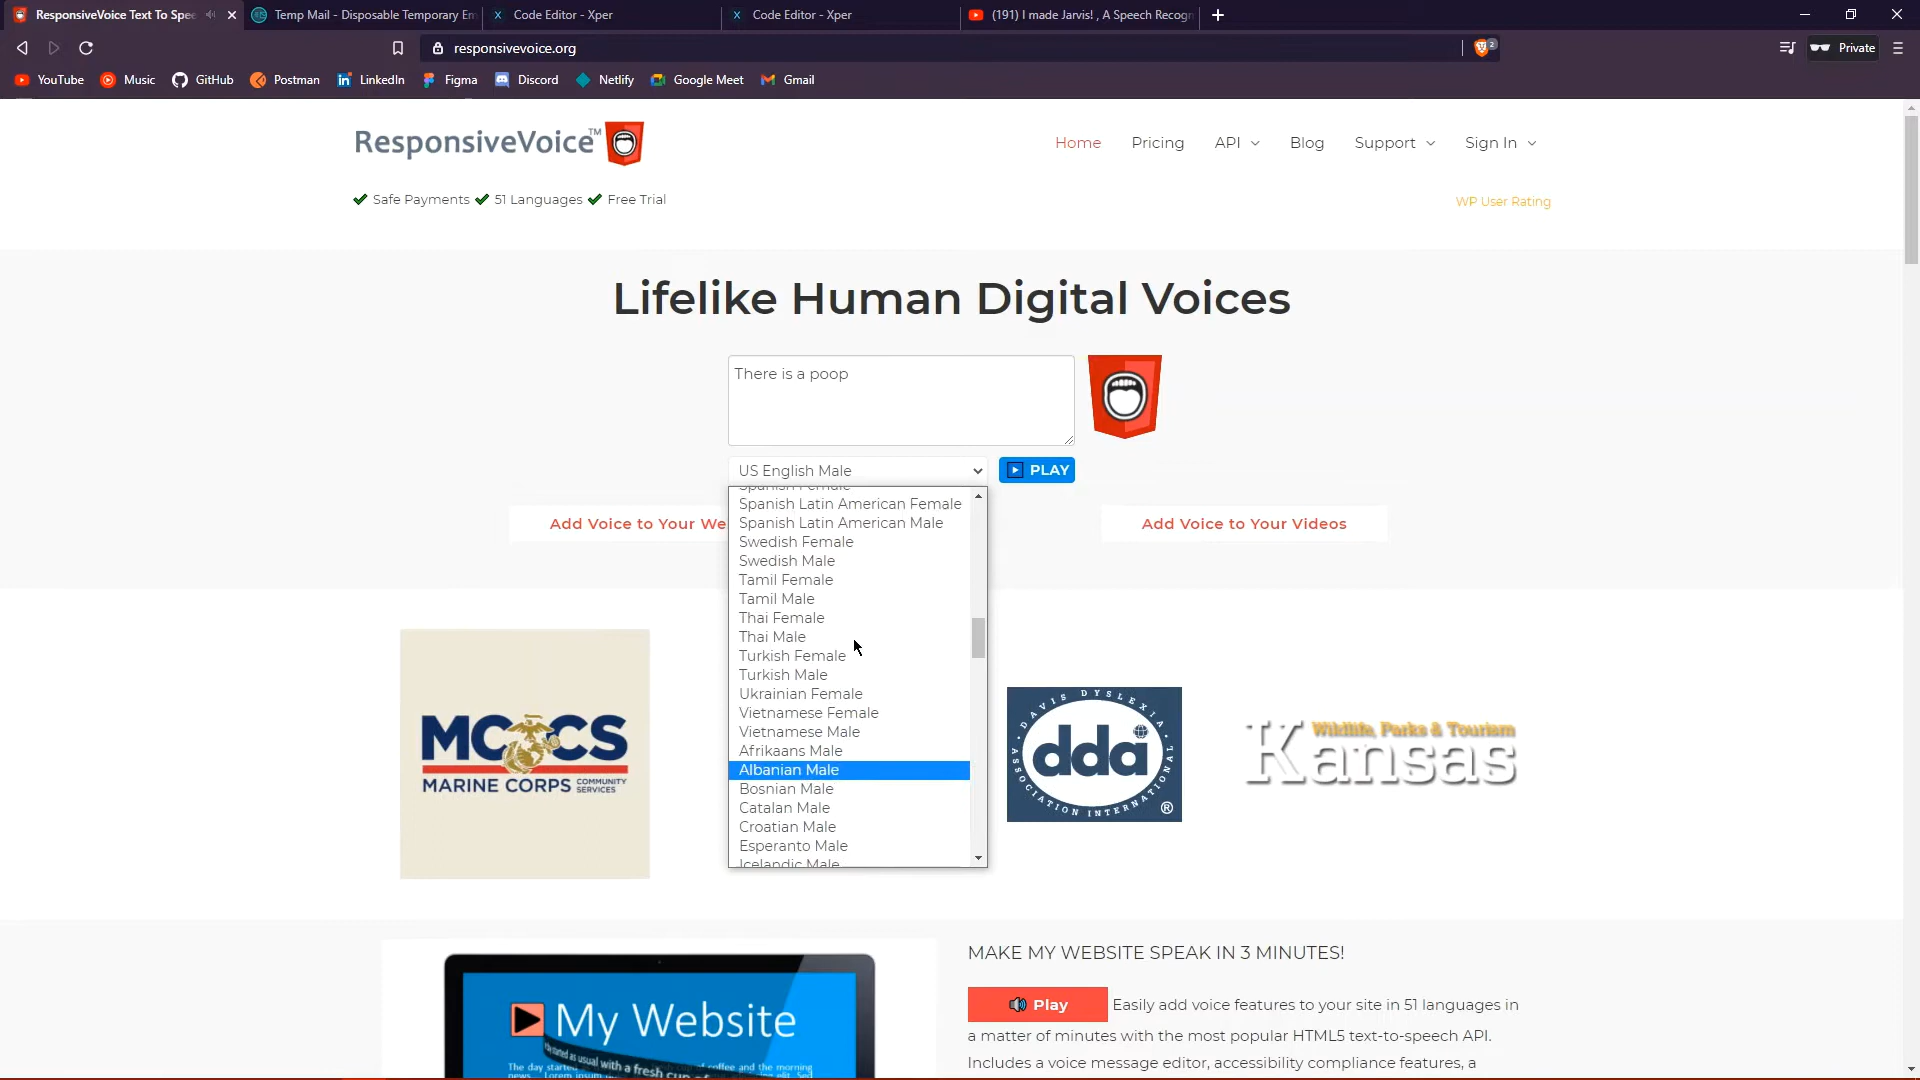 ResponsiveVoice Text To Spee
Temp Mail - Disposable Temporary Em
Code Editor - Xper
Code Editor - Xper
(191) I made Jarvis! , A Speech Recogn
responsivevoice.org
2
Private
YouTube
Music
GitHub
Postman
LinkedIn
Figma
Discord
Netlify
Google Meet
Gmail
ResponsiveVoice™
Home
Pricing
API
Blog
Support
Sign In
Safe Payments
51 Languages
Free Trial
WP User Rating
Lifelike Human Digital Voices
There is a poop
US English Male
PLAY
Spanish Female
Spanish Latin American Female
Spanish Latin American Male
Swedish Female
Swedish Male
Tamil Female
Tamil Male
Thai Female
Thai Male
Turkish Female
Turkish Male
Ukrainian Female
Vietnamese Female
Vietnamese Male
Afrikaans Male
Albanian Male
Bosnian Male
Catalan Male
Croatian Male
Esperanto Male
Icelandic Male
Add Voice to Your We
Add Voice to Your Videos
MCCS
MARINE CORPS COMMUNITY SERVICES
DAVIS DYSLEXIA
dda
ASSOCIATION INTERNATIONAL
®
Wildlife, Parks & Tourism
Kansas
My Website
MAKE MY WEBSITE SPEAK IN 3 MINUTES!
Play
Easily add voice features to your site in 51 languages in
a matter of minutes with the most popular HTML5 text-to-speech API.
Includes a voice message editor, accessibility compliance features, a